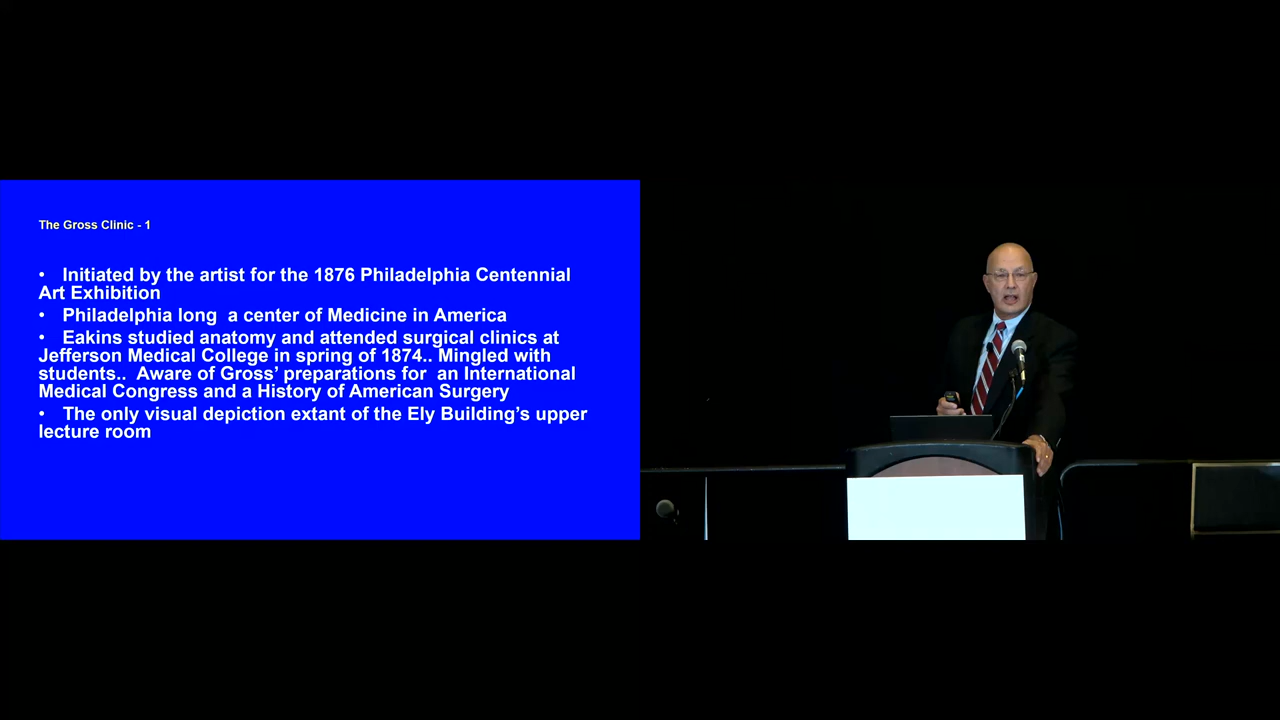 The Gross Clinic - 1
• Initiated by the artist for the 1876 Philadelphia Centennial
Art Exhibition
• Philadelphia long  a center of Medicine in America
• Eakins studied anatomy and attended surgical clinics at
Jefferson Medical College in spring of 1874.. Mingled with
students..  Aware of Gross’ preparations for  an International
Medical Congress and a History of American Surgery
• The only visual depiction extant of the Ely Building’s upper
lecture room